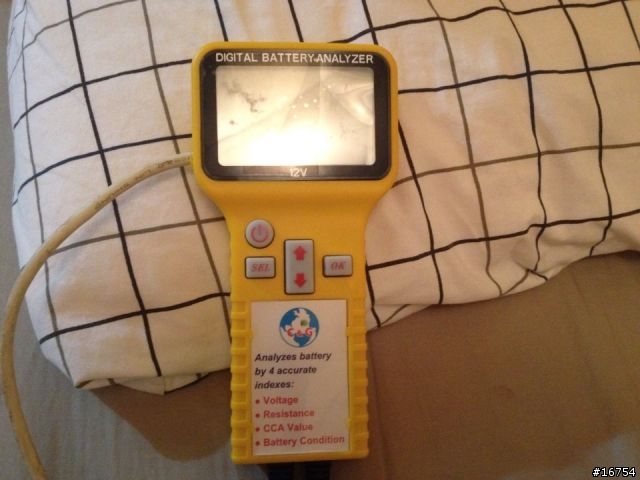 DIGITAL BATTERY ANALYZER
12V
SEL
OK
C&G
Analyzes battery
by 4 accurate
indexes:
• Voltage
• Resistance
• CCA Value
• Battery Condition
#16754